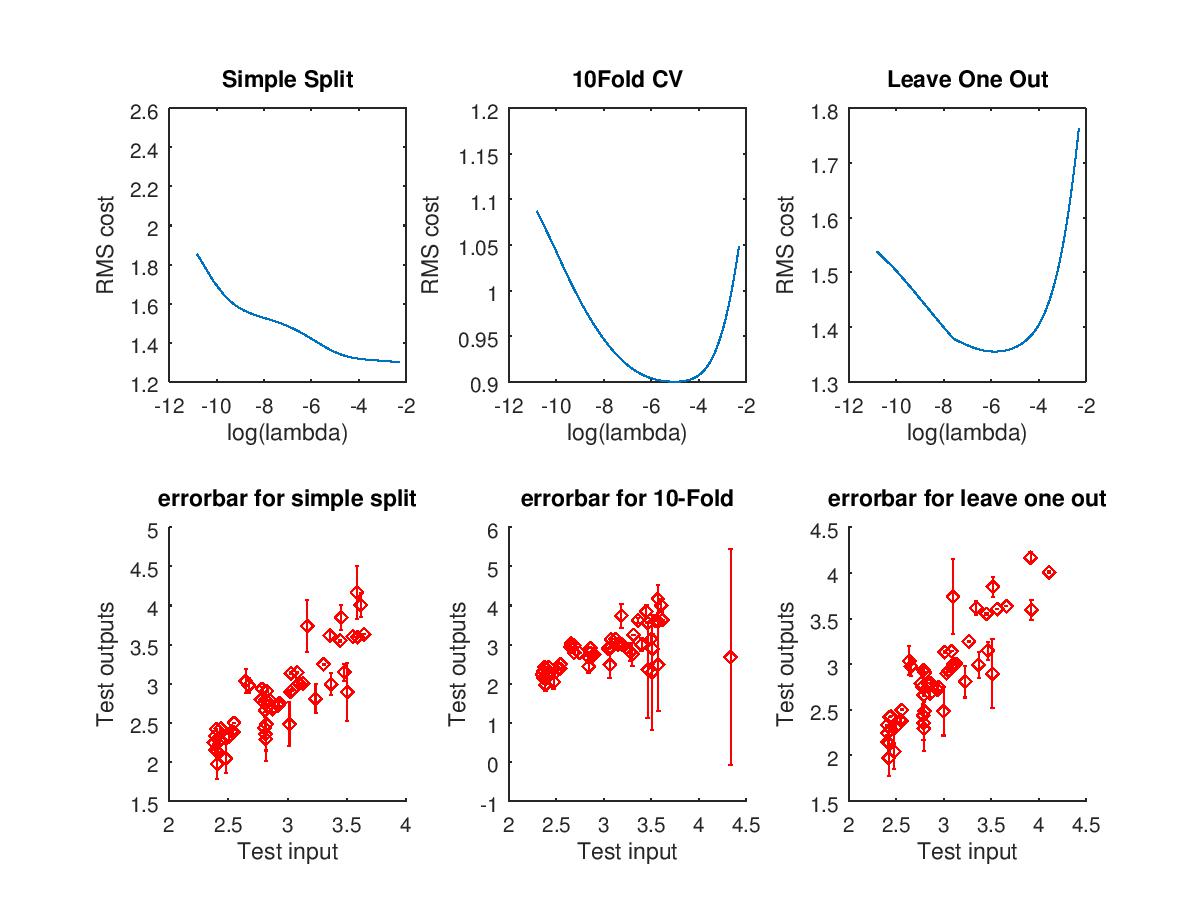 Simple Split
2.6
2.4
2.2
2
1.8
1.6
1.4
1.2
RMS cost
-12 -10 -8 -6 -4 -2
log(lambda)
10Fold CV
1.2
1.15
1.1
1.05
1
0.95
0.9
RMS cost
-12 -10 -8 -6 -4 -2
log(lambda)
Leave One Out
1.8
1.7
1.6
1.5
1.4
1.3
RMS cost
-12 -10 -8 -6 -4 -2
log(lambda)
errorbar for simple split
5
4.5
4
3.5
3
2.5
2
1.5
Test outputs
2 2.5 3 3.5 4
Test input
errorbar for 10-Fold
6
5
4
3
2
1
0
-1
Test outputs
2 2.5 3 3.5 4 4.5
Test input
errorbar for leave one out
4.5
4
3.5
3
2.5
2
1.5
Test outputs
2 2.5 3 3.5 4 4.5
Test input